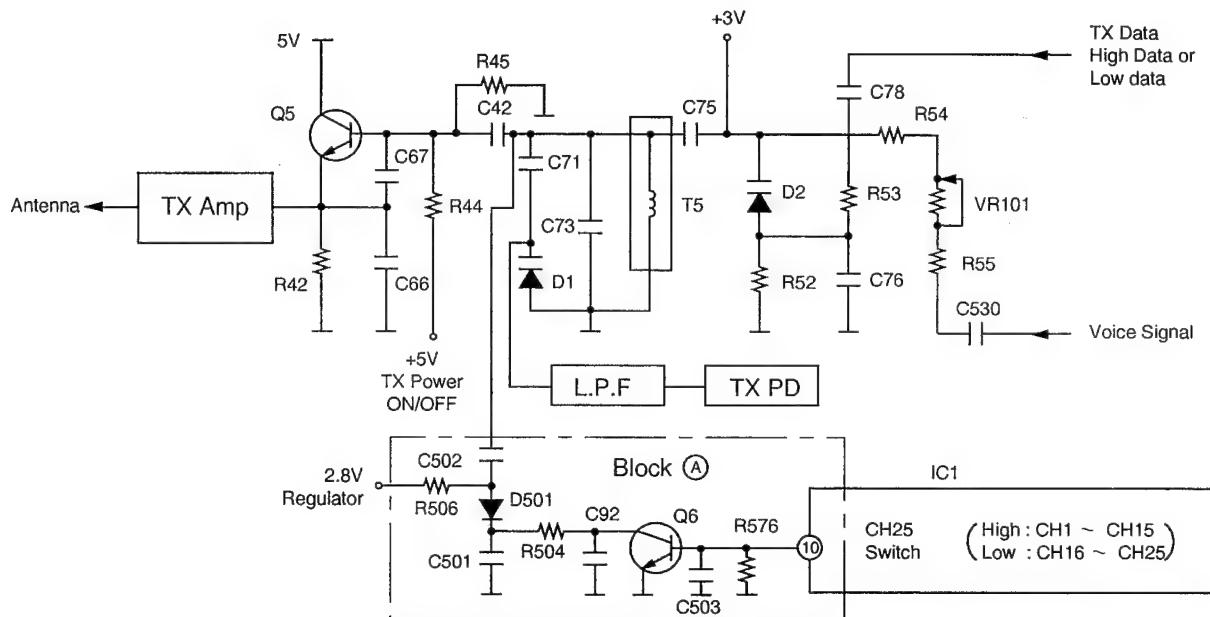 +3V
TX Data
High Data or
Low data
5V
R45
C78
Q5
C42
C75
R54
C67
C71
D2
R53
VR101
Antenna
TX Amp
R44
C73
T5
R42
C66
D1
R52
C76
R55
C530
Voice Signal
+5V
TX Power
ON/OFF
L.P.F
TX PD
C502
Block Ⓐ
IC1
2.8V
Regulator
R506
D501
C92
Q6
R576
10
CH25
Switch
(High : CH1 ~ CH15
Low : CH16 ~ CH25)
C501
R504
C503